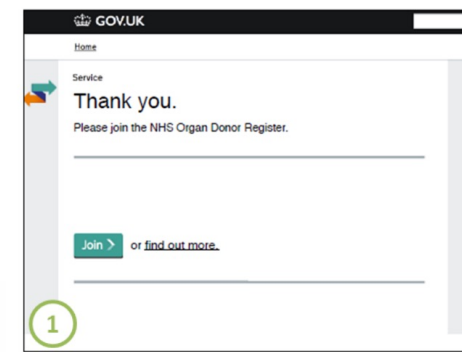 GOV.UK
Home
Service
Thank you.
Please join the NHS Organ Donor Register.
Join > or find out more.
1